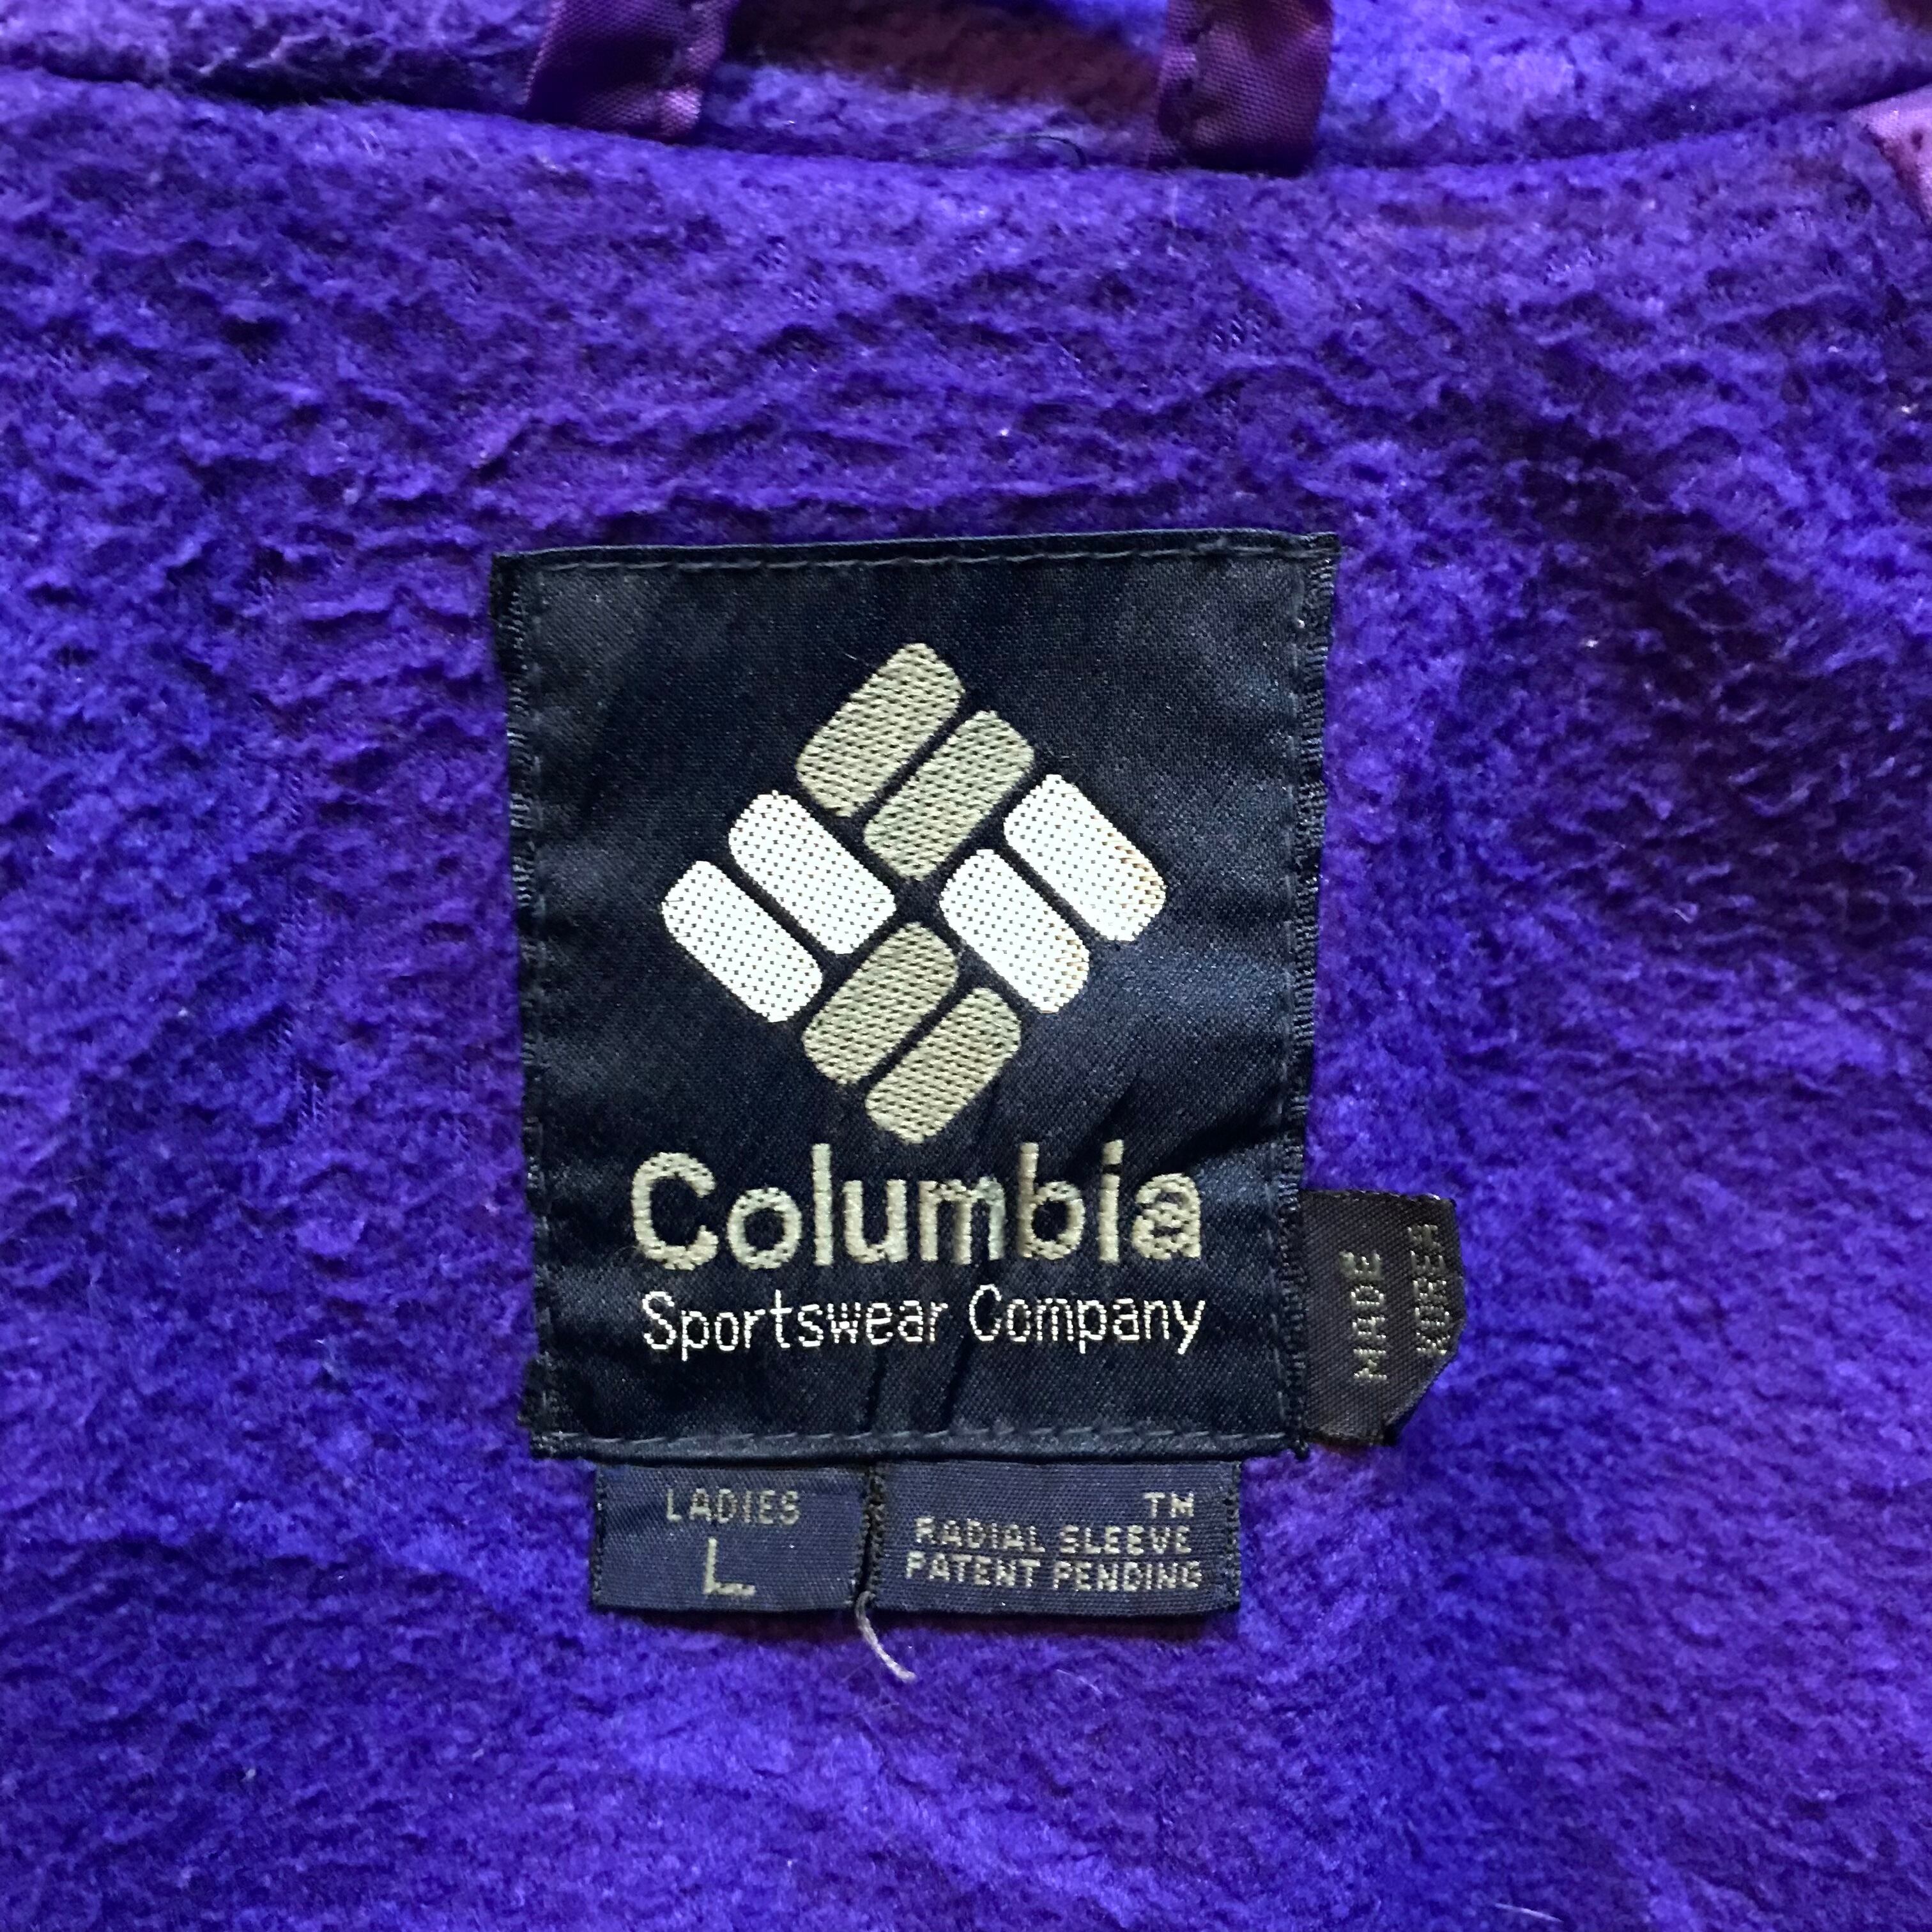 Columbia
Sportswear Company
MADE
KOREA
LADIES
L
TM
RADIAL SLEEVE
PATENT PENDING